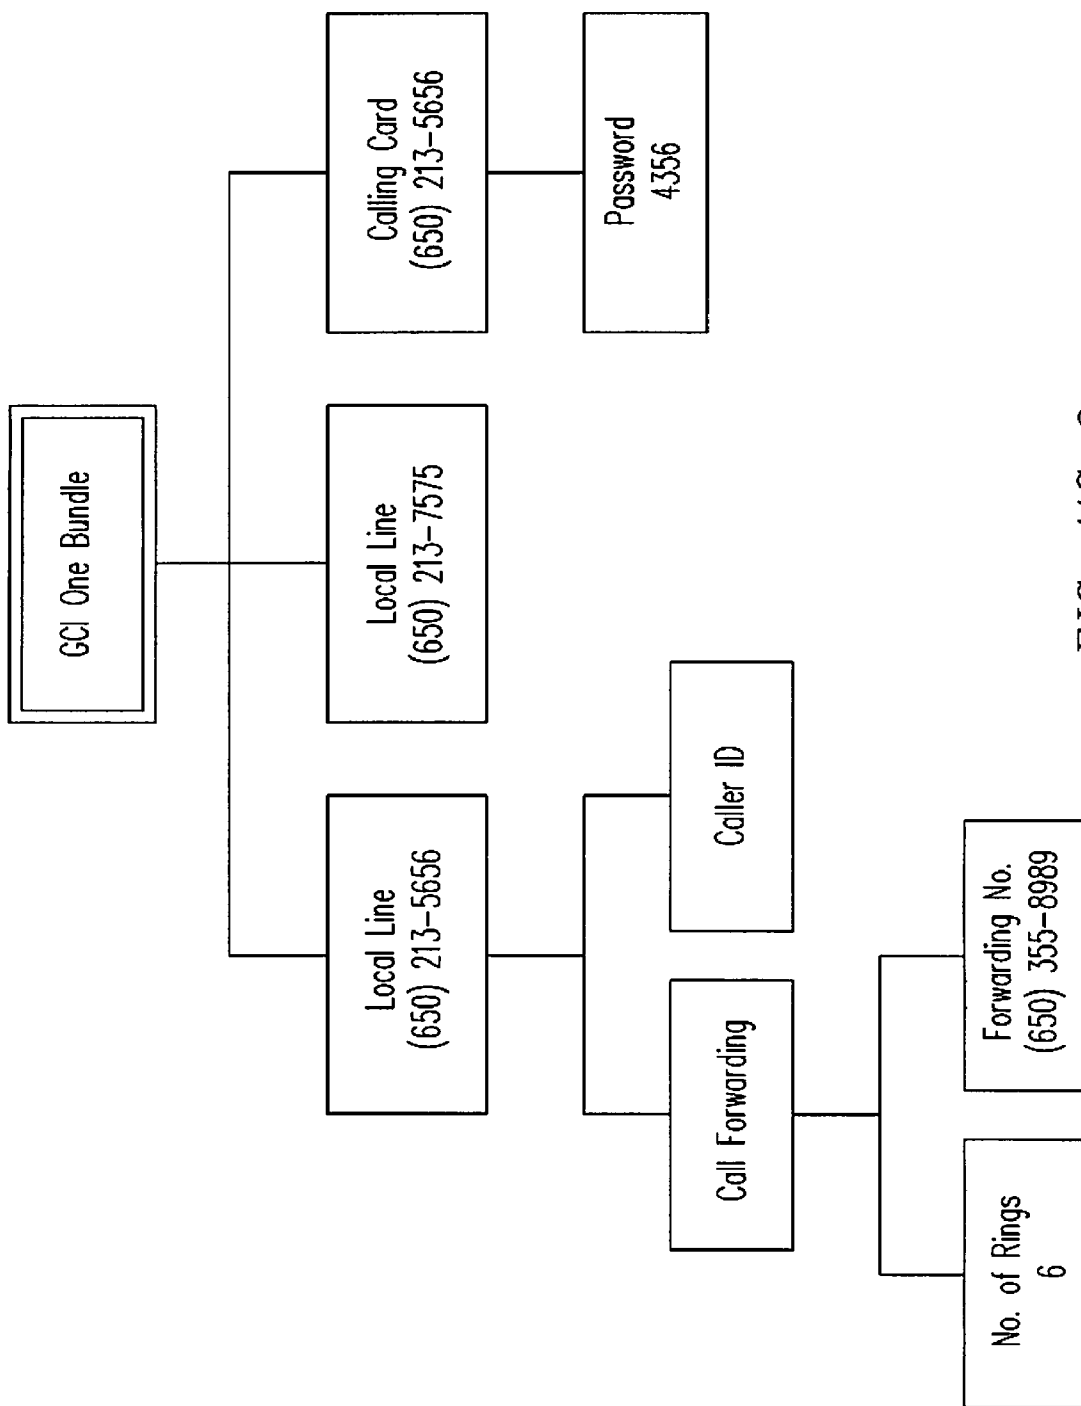 GCI One Bundle
Local Line
(650) 213-5656
Local Line
(650) 213-7575
Calling Card
(650) 213-5656
Call Forwarding
Caller ID
Password
4356
No. of Rings
6
Forwarding No.
(650) 355-8989